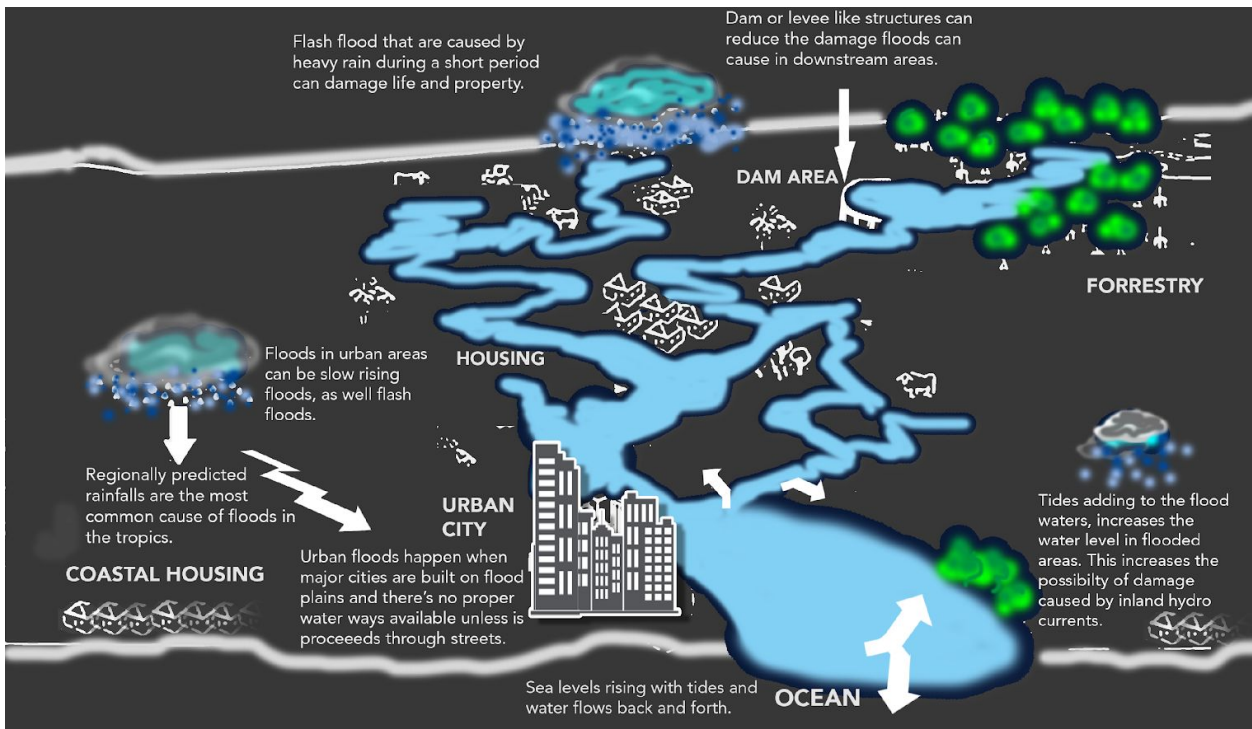 Flash flood that are caused by
heavy rain during a short period
can damage life and property.
Dam or levee like structures can
reduce the damage floods can
cause in downstream areas.
DAM AREA
FORRESTRY
HOUSING
Floods in urban areas
can be slow rising
floods, as well flash
floods.
Regionally predicted
rainfalls are the most
common cause of floods in
the tropics.
COASTAL HOUSING
URBAN
CITY
Urban floods happen when
major cities are built on flood
plains and there's no proper
water ways available unless is
proceeeds through streets.
Tides adding to the flood
waters, increases the
water level in flooded
areas. This increases the
possibilty of damage
caused by inland hydro
currents.
Sea levels rising with tides and
water flows back and forth.
OCEAN